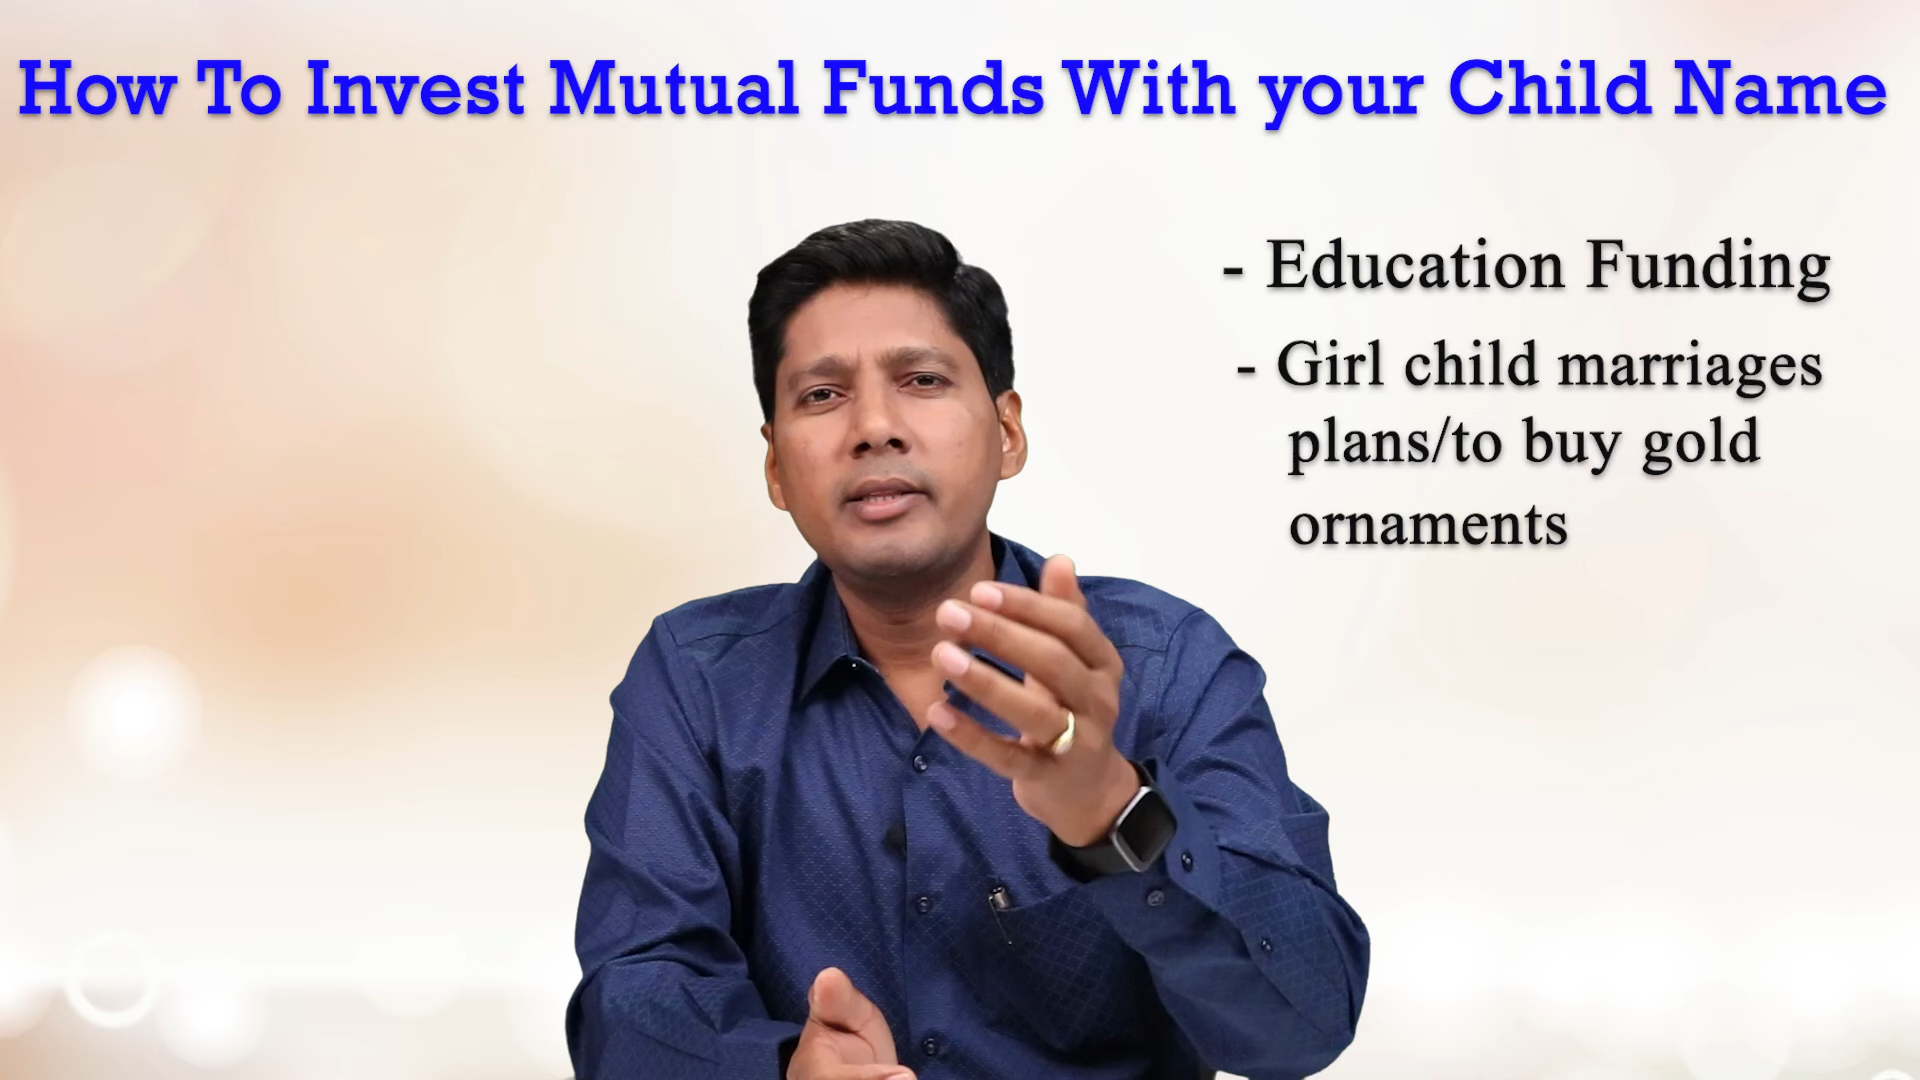 How To Invest Mutual Funds With your Child Name
- Education Funding
- Girl child marriages
plans/to buy gold
ornaments